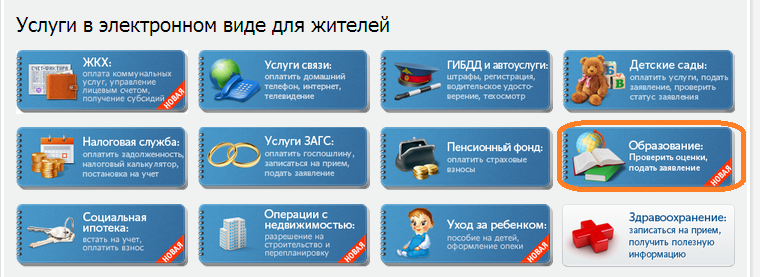 Услуги в электронном виде для жителей
ЖКХ:
оплата коммунальных
услуг, управление
лицевым счетом,
получение субсидий
СЧЕТ-ФАКТУРА
НОВАЯ
Услуги связи:
оплатить домашний
телефон, интернет,
телевидение
ГИБДД и автоуслуги:
штрафы, регистрация,
водительское удосто-
верение, техосмотр
Детские сады:
оплатить услуги, подать
заявление, проверить
статус заявления
Налоговая служба:
оплатить задолженность,
налоговый калькулятор,
постановка на учет
Услуги ЗАГС:
оплатить госпошлину,
записаться на прием,
подать заявление
Пенсионный фонд:
оплатить страховые
взносы
Образование:
Проверить оценки,
подать заявление
НОВАЯ
Социальная
ипотека:
встать на учет,
оплатить взнос
Операции с
недвижимостью:
разрешение на
строительство и
перепланировку
НОВАЯ
Уход за ребенком:
пособие на детей,
оформление опеки
НОВАЯ
Здравоохранение:
записаться на прием,
получить полезную
информацию